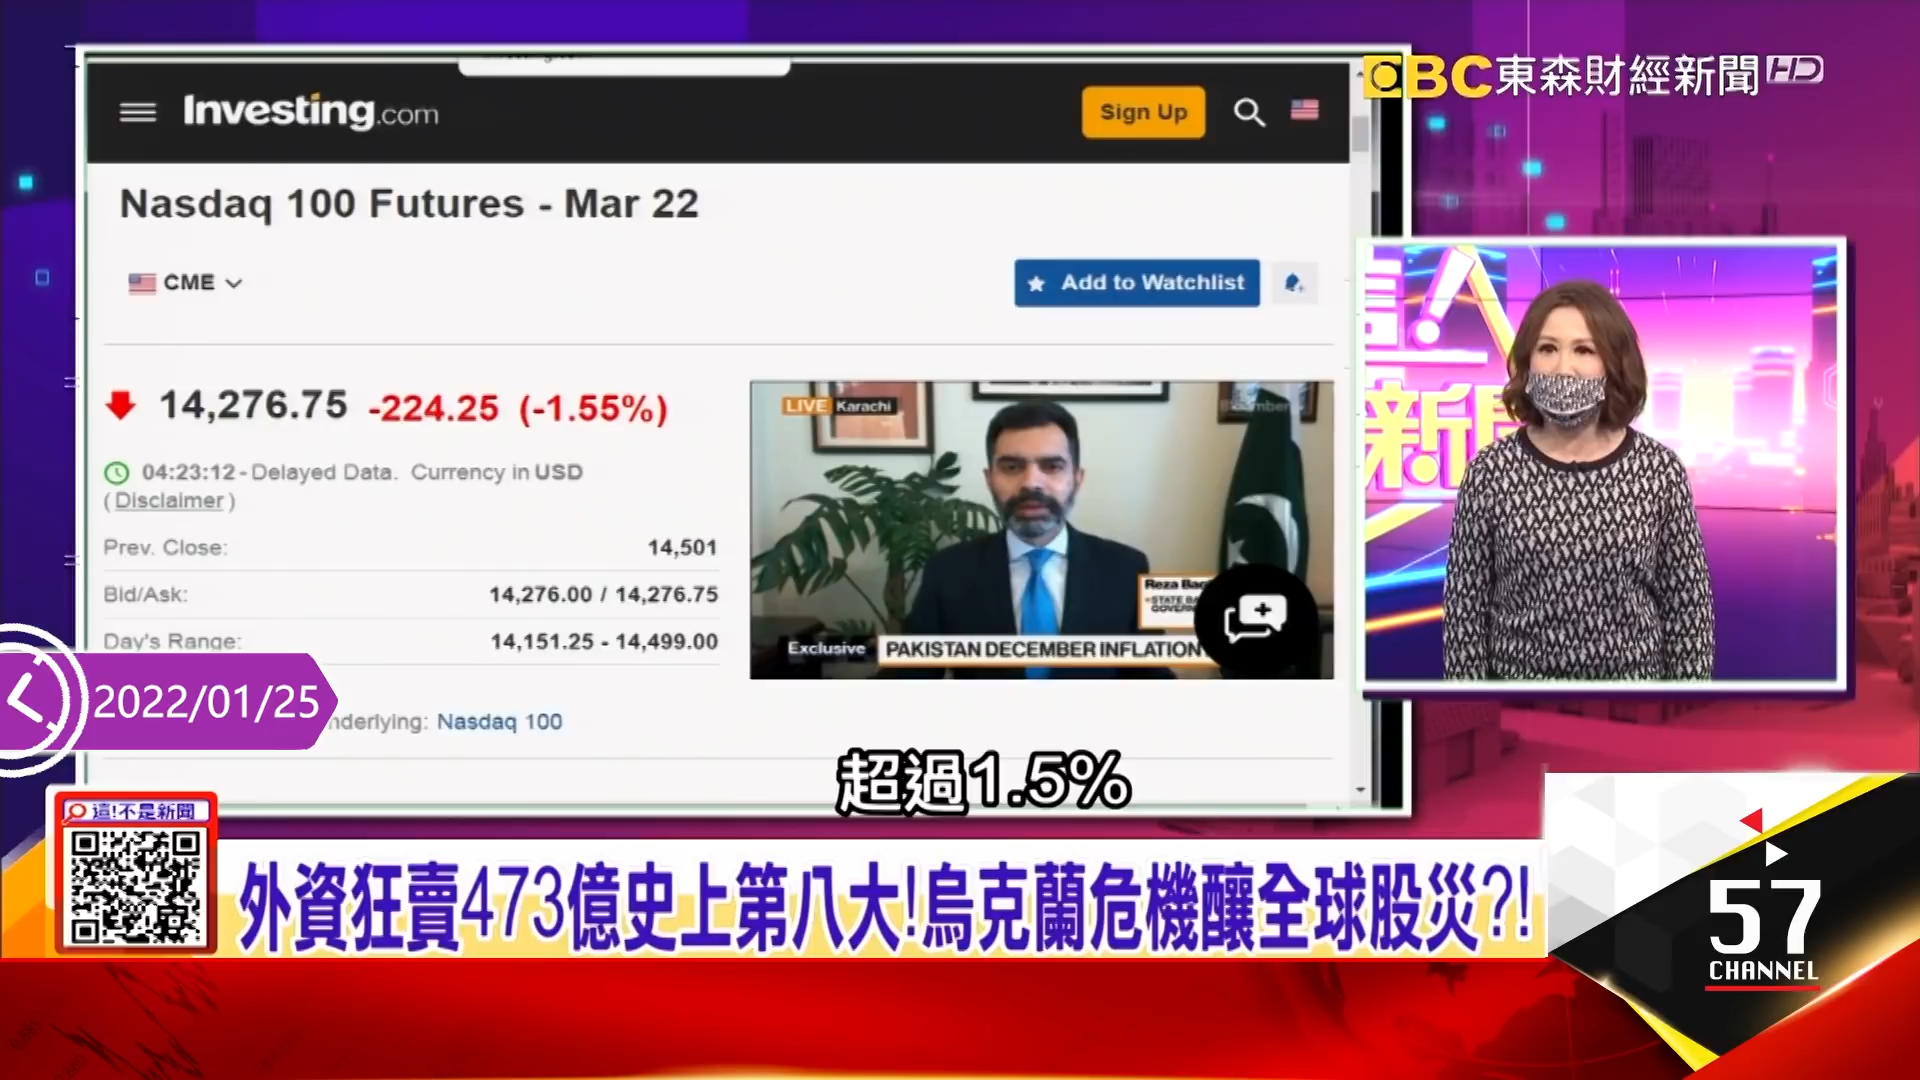 EBC東森財經新聞HD
Investing.com
Sign Up
Nasdaq 100 Futures - Mar 22
CME
Add to Watchlist
14,276.75 -224.25 (-1.55%)
04:23:12 - Delayed Data. Currency in USD
( Disclaimer )
Prev. Close: 14,501
Bid/Ask: 14,276.00 / 14,276.75
Day's Range: 14,151.25 - 14,499.00
nderlying: Nasdaq 100
LIVE Karachi
Exclusive
PAKISTAN DECEMBER INFLATION
2022/01/25
超過1.5%
這!不是新聞
外資狂賣473億史上第八大!烏克蘭危機釀全球股災?!
57
CHANNEL